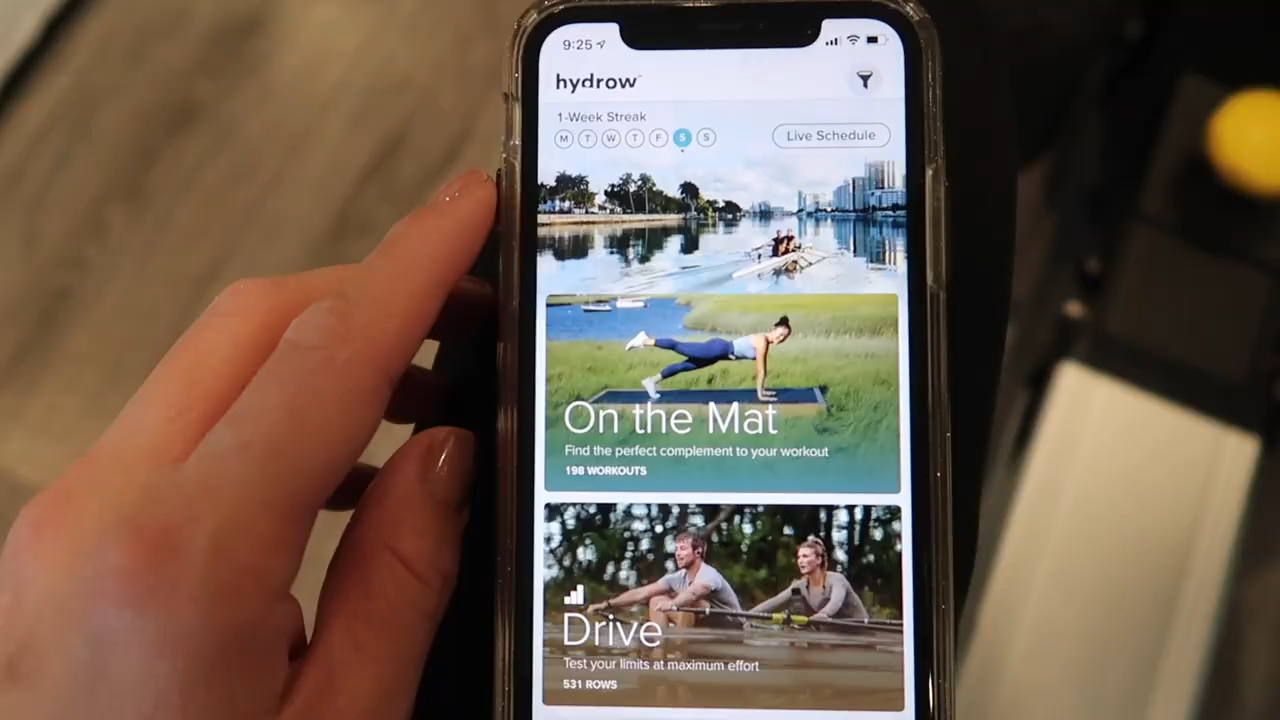 9:25
hydrow™
1-Week Streak
M T W T F S S
Live Schedule
On the Mat
Find the perfect complement to your workout
198 WORKOUTS
Drive
Test your limits at maximum effort
531 ROWS